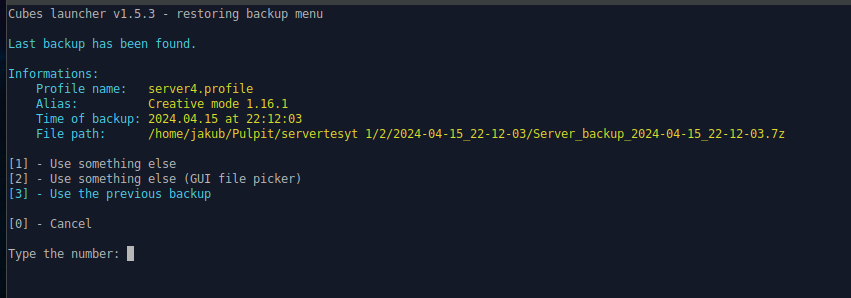 Cubes launcher v1.5.3 - restoring backup menu
Last backup has been found.
Informations:
Profile name: server4.profile
Alias: Creative mode 1.16.1
Time of backup: 2024.04.15 at 22:12:03
File path: /home/jakub/Pulpit/servertesyt 1/2/2024-04-15_22-12-03/Server_backup_2024-04-15_22-12-03.7z
[1] - Use something else
[2] - Use something else (GUI file picker)
[3] - Use the previous backup
[0] - Cancel
Type the number: